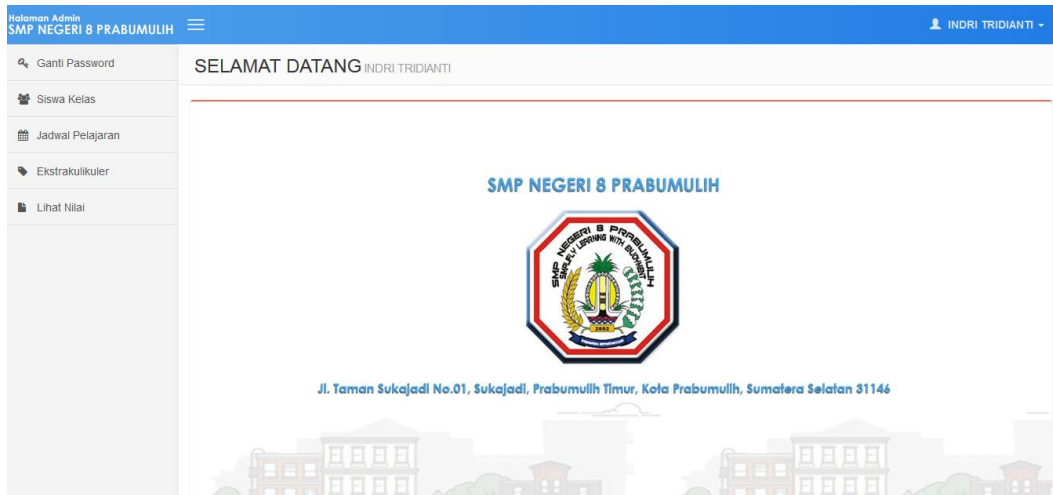 Halaman Admin
SMP NEGERI 8 PRABUMULIH
INDRI TRIDIANTI
Ganti Password
Siswa Kelas
Jadwal Pelajaran
Ekstrakulikuler
Lihat Nilai
SELAMAT DATANG INDRI TRIDIANTI
SMP NEGERI 8 PRABUMULIH
SMP NEGERI 8 PRABUMULIH
LEARNING WITH
2002
Jl. Taman Sukajadi No.01, Sukajadi, Prabumulih Timur, Kota Prabumulih, Sumatera Selatan 31146